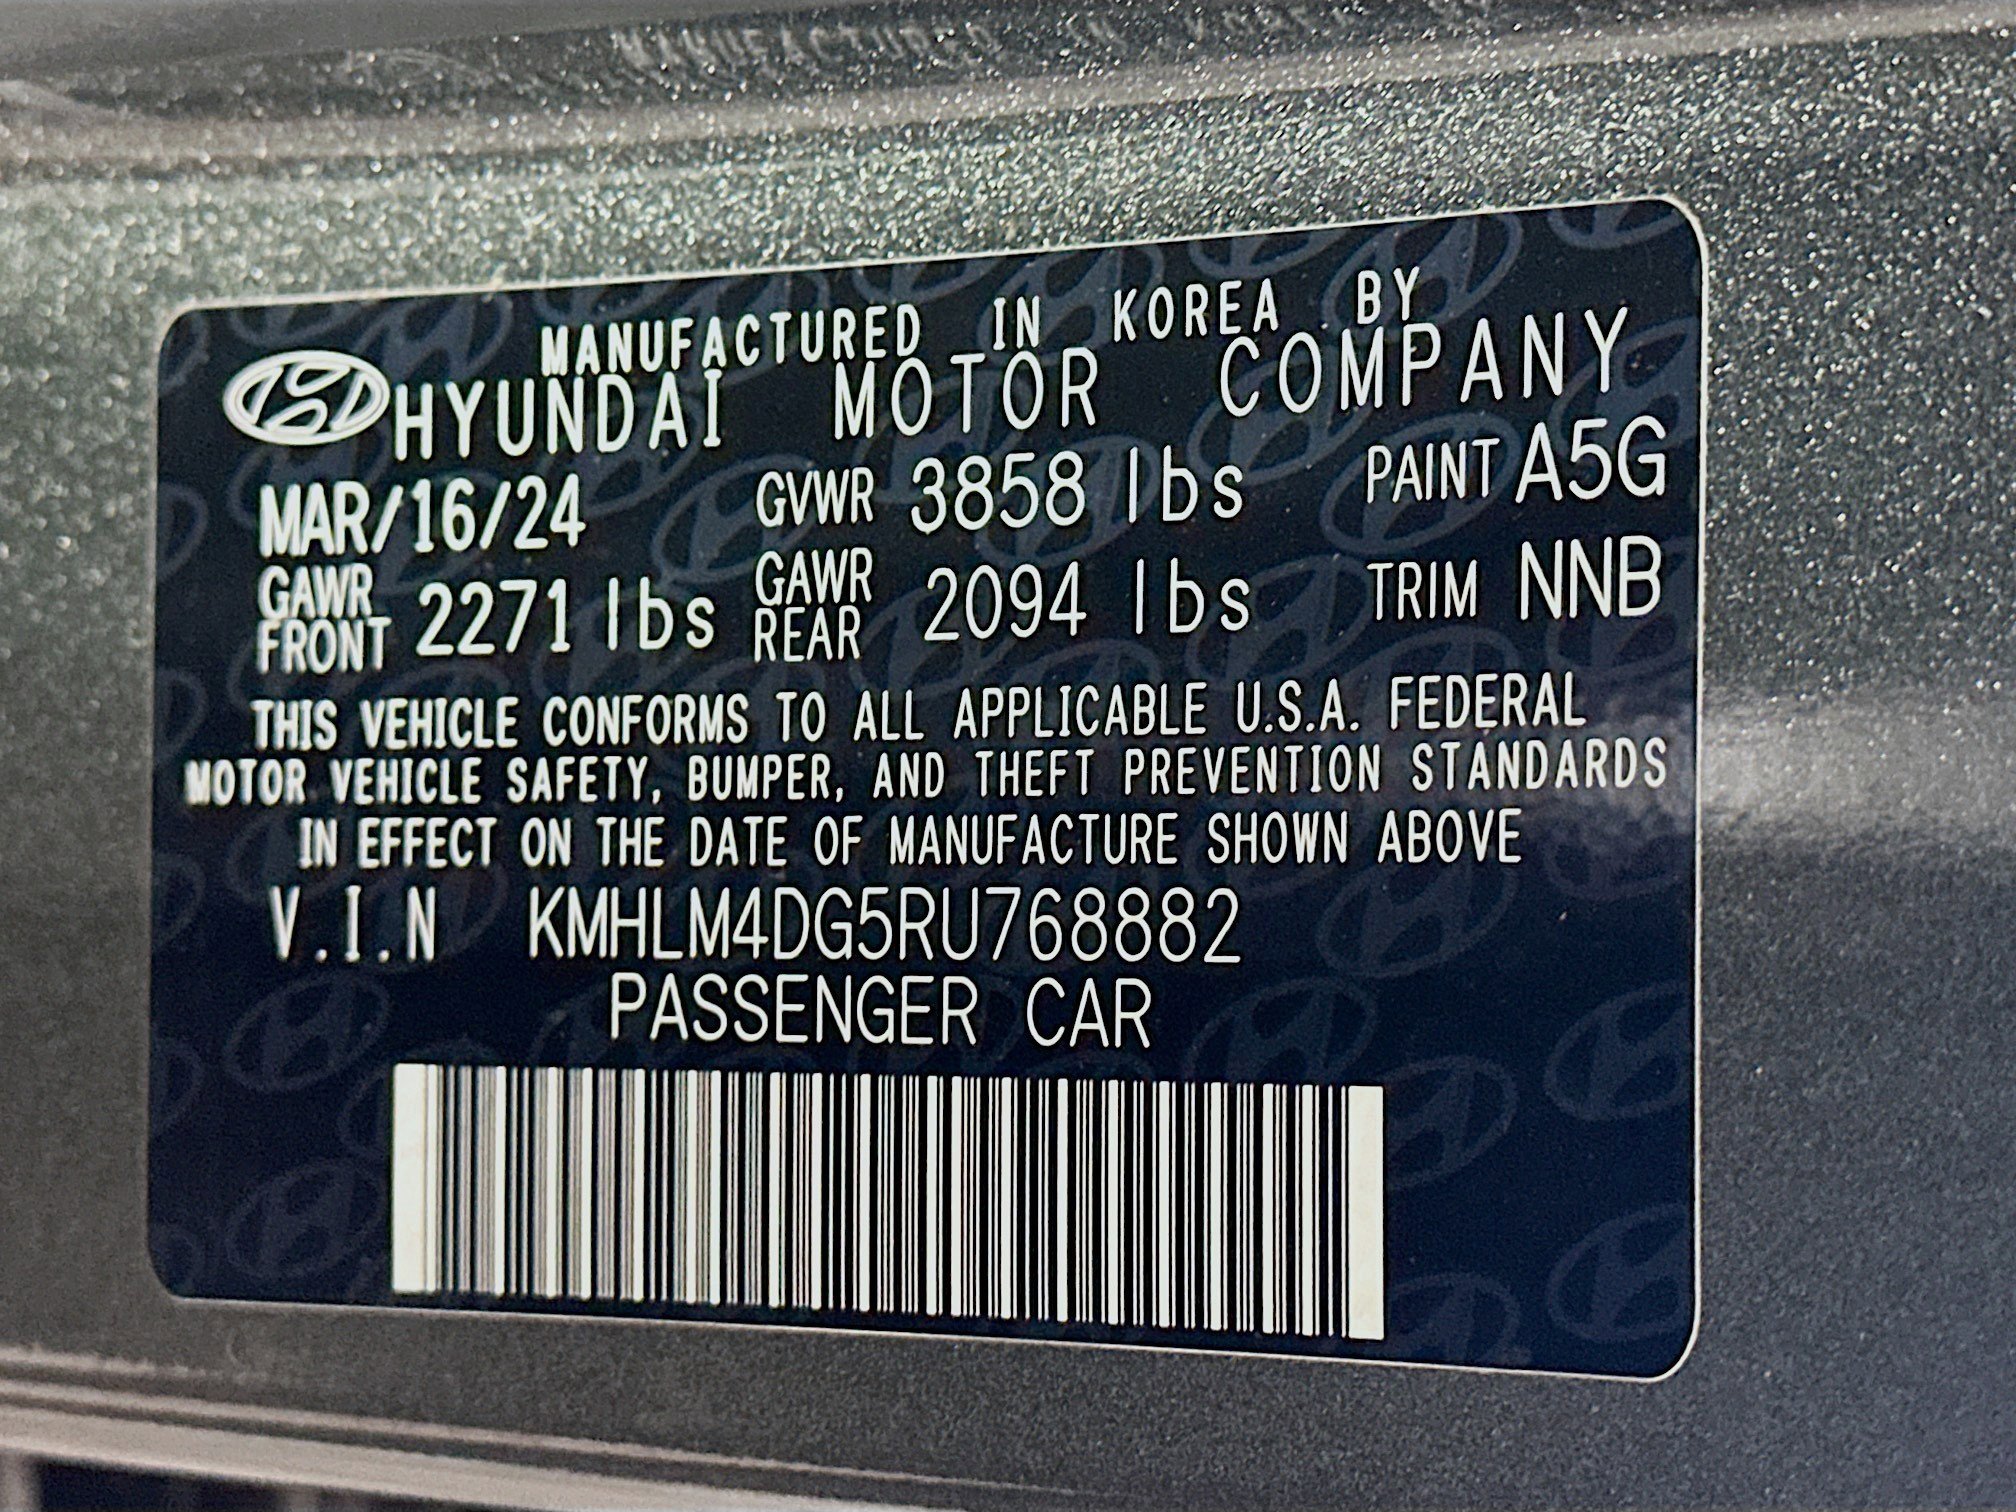 MANUFACTURED IN KOREA BY
HYUNDAI MOTOR COMPANY
MAR/16/24 GVWR 3858 lbs PAINT A5G
GAWR FRONT 2271 lbs GAWR REAR 2094 lbs TRIM NNB
THIS VEHICLE CONFORMS TO ALL APPLICABLE U.S.A. FEDERAL
MOTOR VEHICLE SAFETY, BUMPER, AND THEFT PREVENTION STANDARDS
IN EFFECT ON THE DATE OF MANUFACTURE SHOWN ABOVE
V.I.N KMHLM4DG5RU768882
PASSENGER CAR